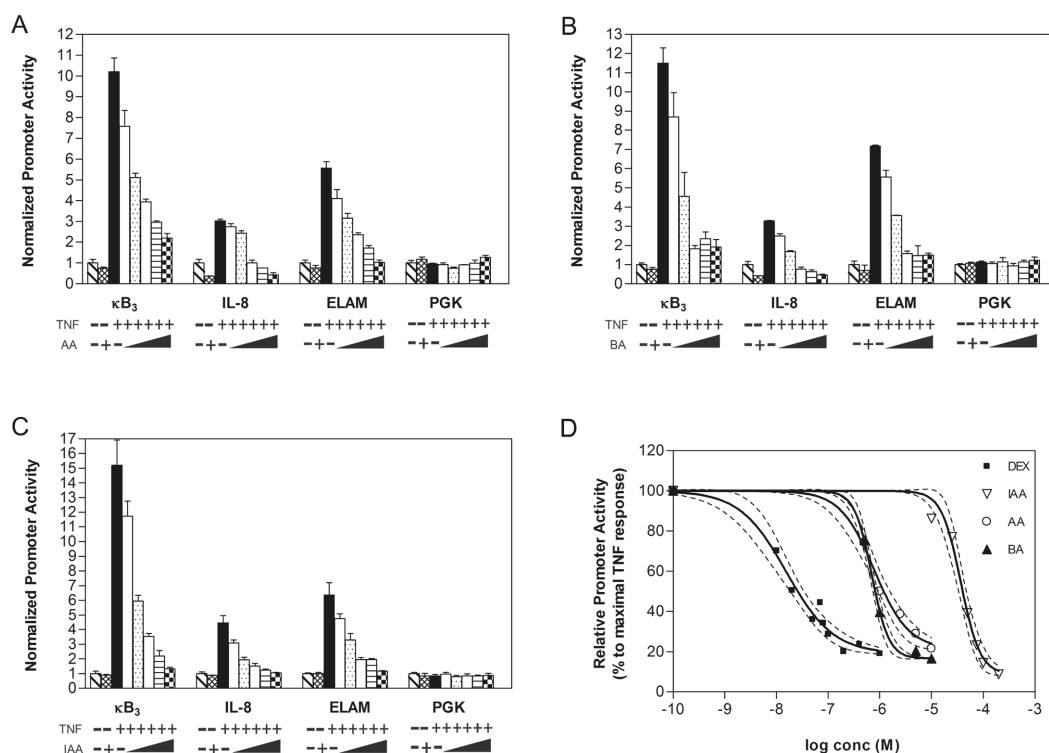 A
Normalized Promoter Activity
12
11
10
9
8
7
6
5
4
3
2
1
0
κB3 IL-8 ELAM PGK
TNF -- ++++++ -- ++++++ -- ++++++ -- ++++++
AA -+- -+- -+- -+-
B
Normalized Promoter Activity
13
12
11
10
9
8
7
6
5
4
3
2
1
0
κB3 IL-8 ELAM PGK
TNF -- ++++++ -- ++++++ -- ++++++ -- ++++++
BA -+- -+- -+- -+-
C
Normalized Promoter Activity
17
16
15
14
13
12
11
10
9
8
7
6
5
4
3
2
1
0
κB3 IL-8 ELAM PGK
TNF -- ++++++ -- ++++++ -- ++++++ -- ++++++
IAA -+- -+- -+- -+-
D
Relative Promoter Activity
(% to maximal TNF response)
120
100
80
60
40
20
0
-10 -9 -8 -7 -6 -5 -4 -3
log conc (M)
DEX
IAA
AA
BA